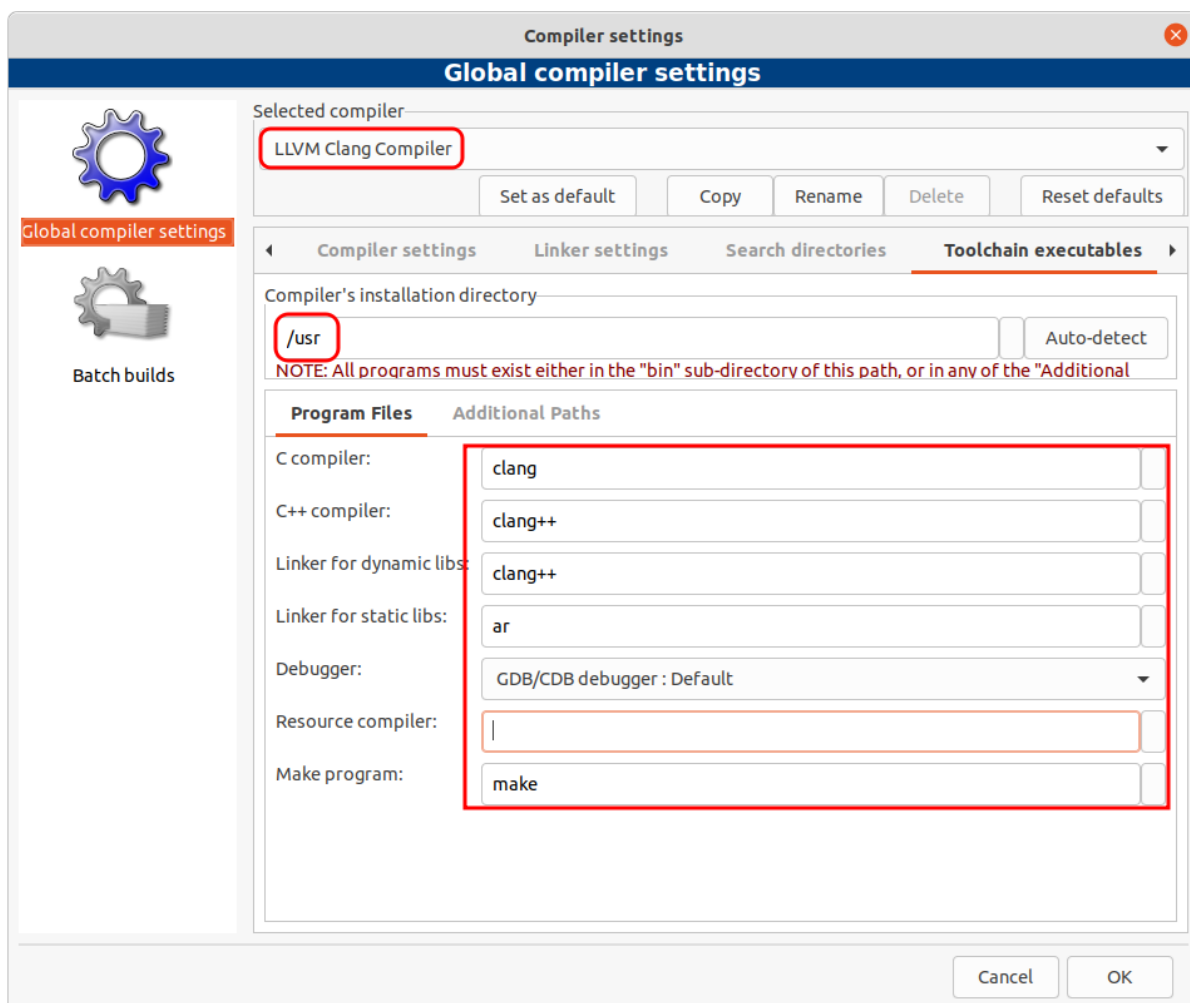 Compiler settings
Global compiler settings
Global compiler settings
Batch builds
Selected compiler
LLVM Clang Compiler
Set as default Copy Rename Delete Reset defaults
Compiler settings Linker settings Search directories Toolchain executables
Compiler's installation directory
/usr Auto-detect
NOTE: All programs must exist either in the "bin" sub-directory of this path, or in any of the "Additional
Program Files Additional Paths
C compiler: clang
C++ compiler: clang++
Linker for dynamic libs: clang++
Linker for static libs: ar
Debugger: GDB/CDB debugger : Default
Resource compiler:
Make program: make
Cancel OK